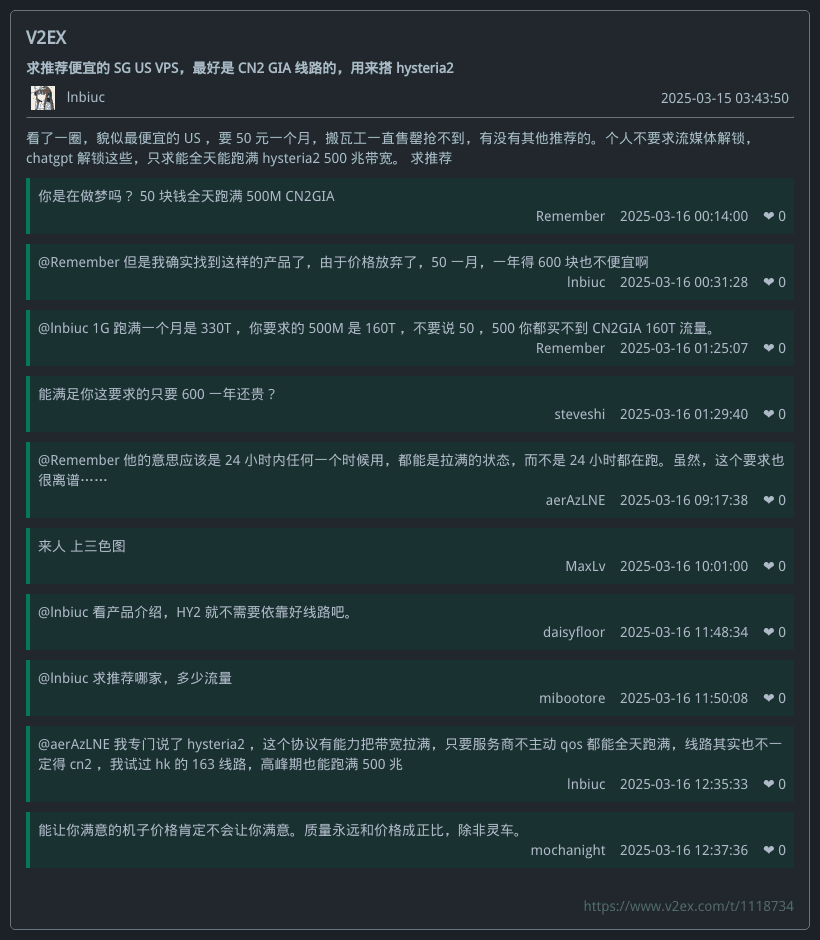 V2EX
求推荐便宜的 SG US VPS，最好是 CN2 GIA 线路的，用来搭 hysteria2
lnbiuc
2025-03-15 03:43:50
看了一圈，貌似最便宜的 US ，要 50 元一个月，搬瓦工一直售罄抢不到，有没有其他推荐的。个人不要求流媒体解锁，
chatgpt 解锁这些，只求能全天能跑满 hysteria2 500 兆带宽。 求推荐
你是在做梦吗？ 50 块钱全天跑满 500M CN2GIA
Remember 2025-03-16 00:14:00 ❤ 0
@Remember 但是我确实找到这样的产品了，由于价格放弃了，50 一月，一年得 600 块也不便宜啊
lnbiuc 2025-03-16 00:31:28 ❤ 0
@lnbiuc 1G 跑满一个月是 330T ，你要求的 500M 是 160T ，不要说 50 ，500 你都买不到 CN2GIA 160T 流量。
Remember 2025-03-16 01:25:07 ❤ 0
能满足你这要求的只要 600 一年还贵？
steveshi 2025-03-16 01:29:40 ❤ 0
@Remember 他的意思应该是 24 小时内任何一个时候用，都能是拉满的状态，而不是 24 小时都在跑。虽然，这个要求也
很离谱……
aerAzLNE 2025-03-16 09:17:38 ❤ 0
来人 上三色图
MaxLv 2025-03-16 10:01:00 ❤ 0
@lnbiuc 看产品介绍，HY2 就不需要依靠好线路吧。
daisyfloor 2025-03-16 11:48:34 ❤ 0
@lnbiuc 求推荐哪家，多少流量
mibootore 2025-03-16 11:50:08 ❤ 0
@aerAzLNE 我专门说了 hysteria2 ，这个协议有能力把带宽拉满，只要服务商不主动 qos 都能全天跑满，线路其实也不一
定得 cn2 ，我试过 hk 的 163 线路，高峰期也能跑满 500 兆
lnbiuc 2025-03-16 12:35:33 ❤ 0
能让你满意的机子价格肯定不会让你满意。质量永远和价格成正比，除非灵车。
mochanight 2025-03-16 12:37:36 ❤ 0
https://www.v2ex.com/t/1118734